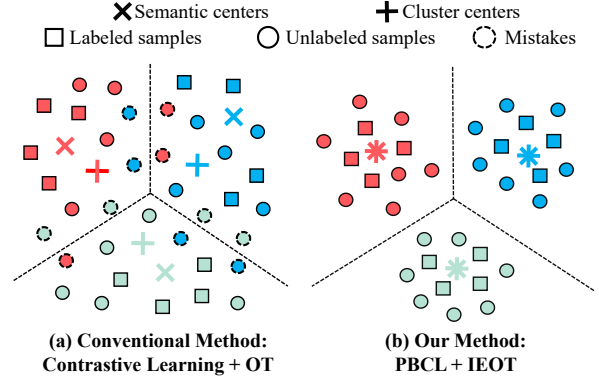 Semantic centers Cluster centers
Labeled samples Unlabeled samples Mistakes
(a) Conventional Method: (b) Our Method:
Contrastive Learning + OT PBCL + IEOT